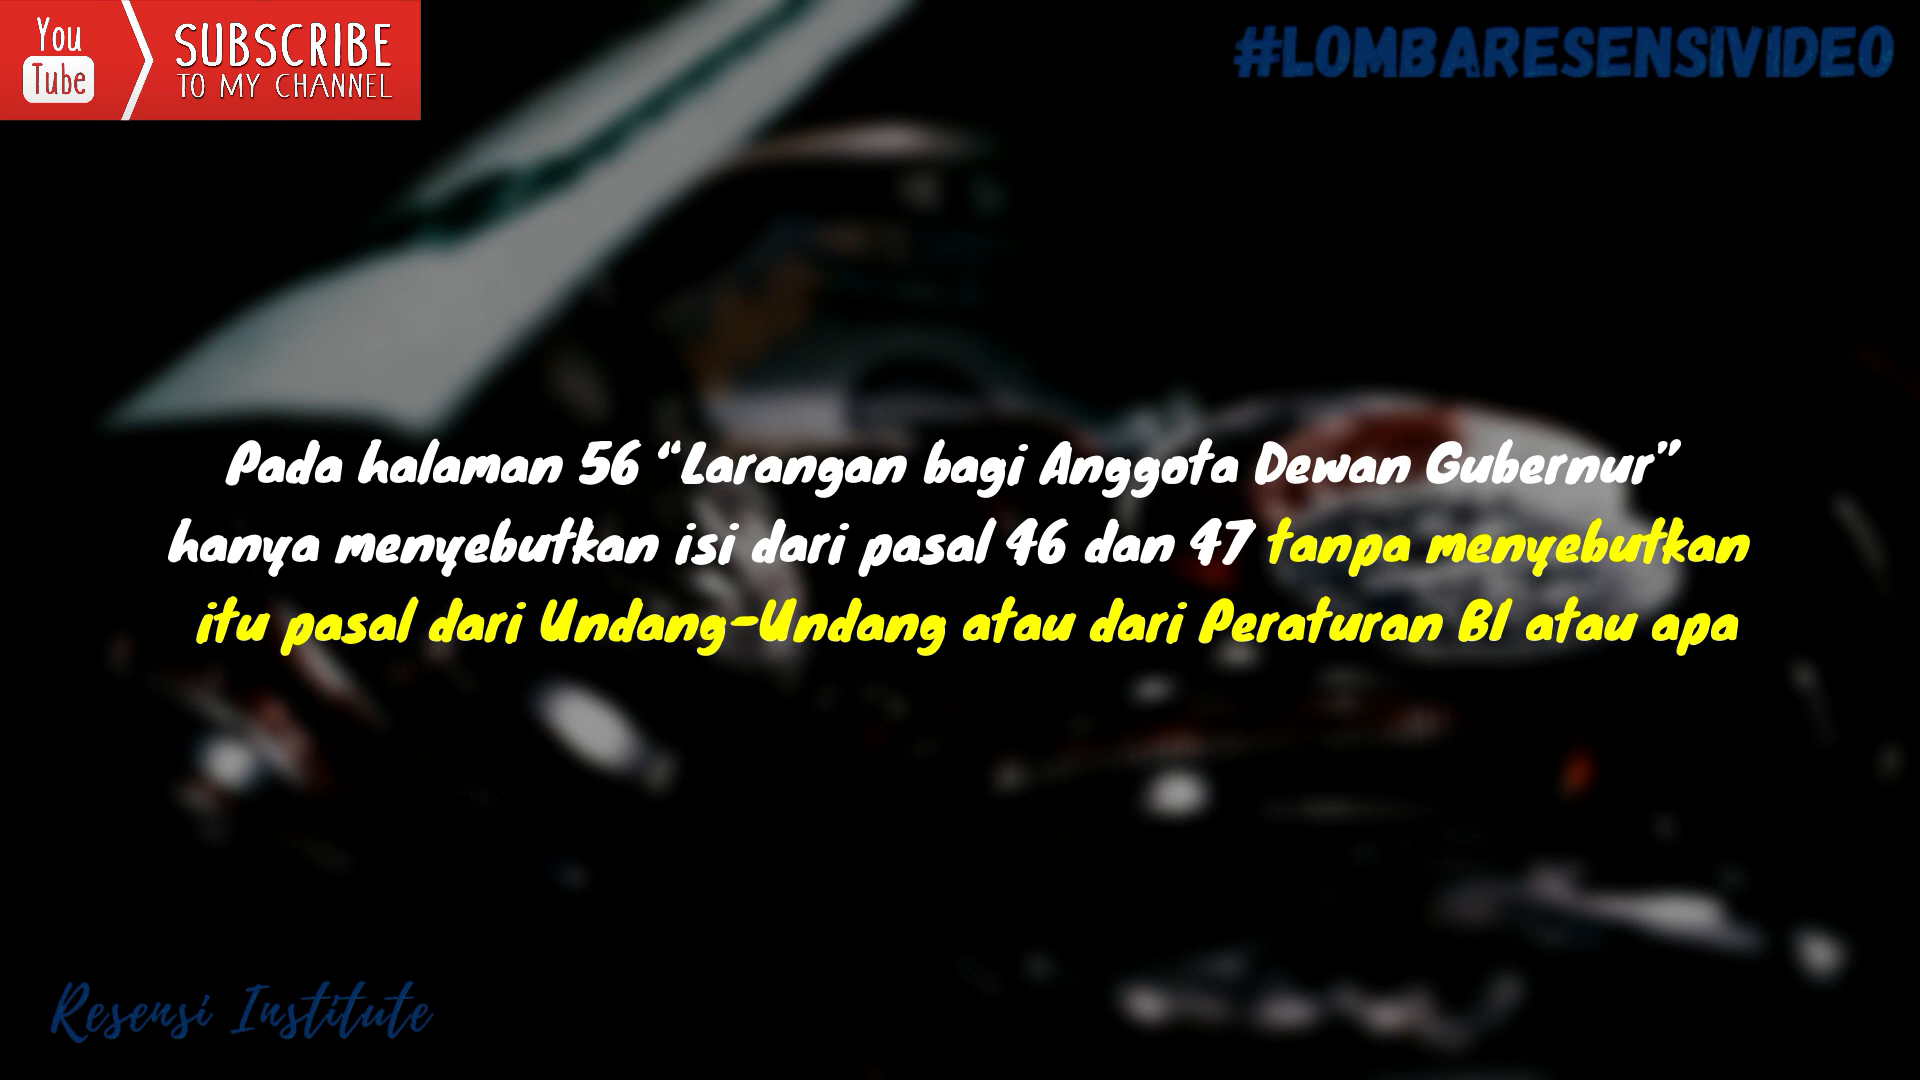 You
Tube
SUBSCRIBE
TO MY CHANNEL
#LOMBARESENSIVIDEO
Pada halaman 56 “Larangan bagi Anggota Dewan Gubernur”
hanya menyebutkan isi dari pasal 46 dan 47 tanpa menyebutkan
itu pasal dari Undang-Undang atau dari Peraturan BI atau apa
Resensi Institute